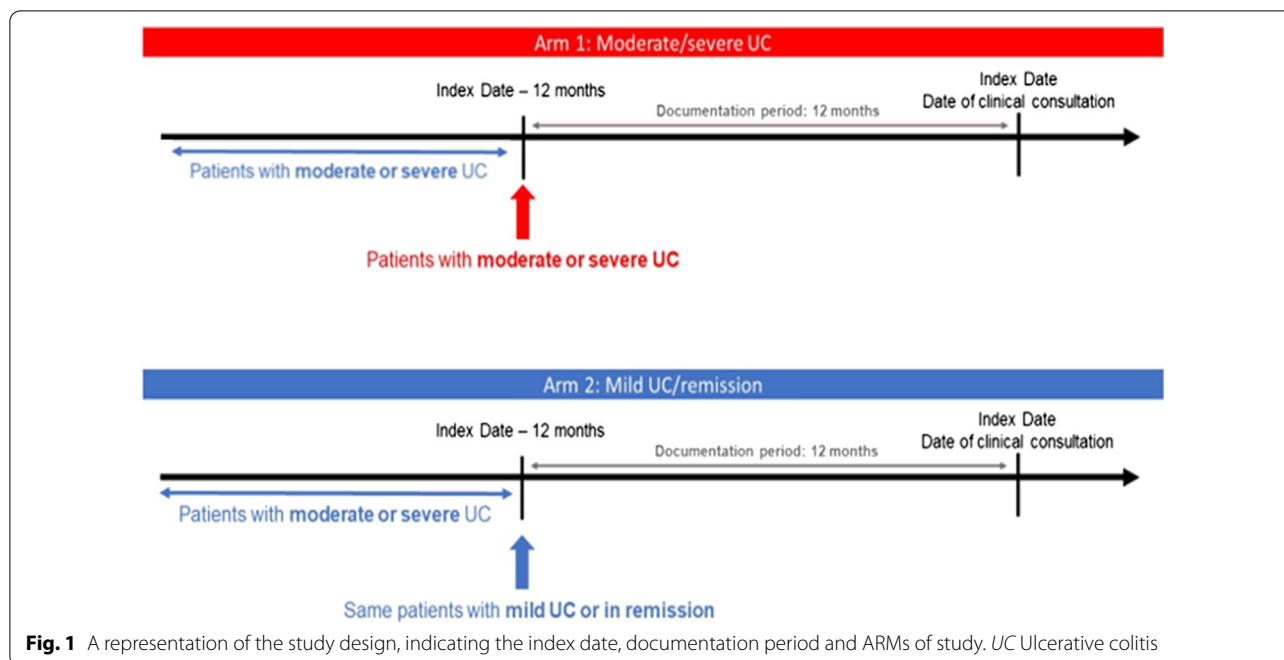 Arm 1: Moderate/severe UC
Index Date – 12 months
Index Date
Date of clinical consultation
Documentation period: 12 months
Patients with moderate or severe UC
Patients with moderate or severe UC
Arm 2: Mild UC/remission
Index Date – 12 months
Index Date
Date of clinical consultation
Documentation period: 12 months
Patients with moderate or severe UC
Same patients with mild UC or in remission
Fig. 1 A representation of the study design, indicating the index date, documentation period and ARMs of study. UC Ulcerative colitis